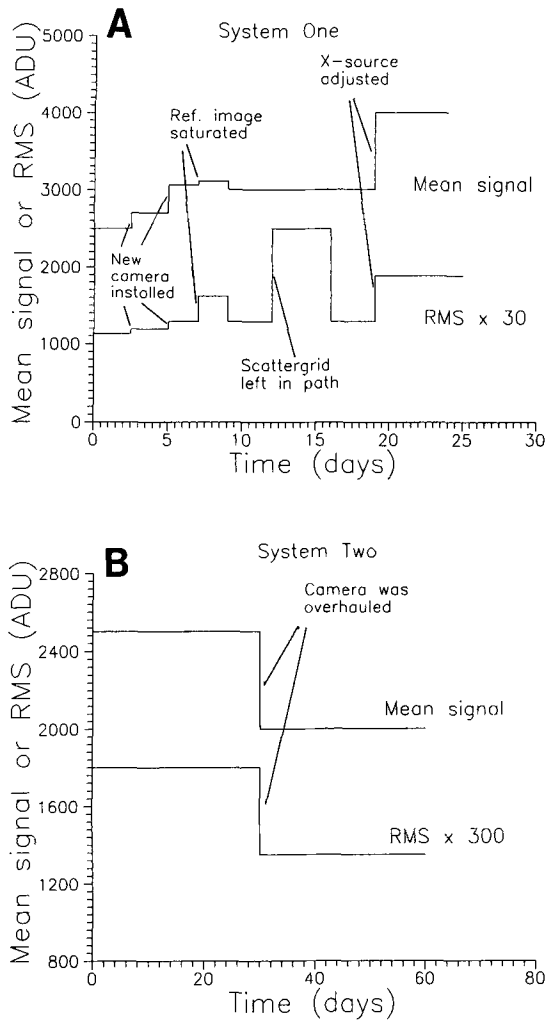 A
System One
Mean signal or RMS (ADU)
5000
4000
3000
2000
1000
0
X-source
adjusted
Ref. image
saturated
Mean signal
New
camera
installed
RMS x 30
Scattergrid
left in path
0 5 10 15 20 25 30
Time (days)
B
System Two
Mean signal or RMS (ADU)
2800
2400
2000
1600
1200
800
Camera was
overhauled
Mean signal
RMS x 300
0 20 40 60 80
Time (days)